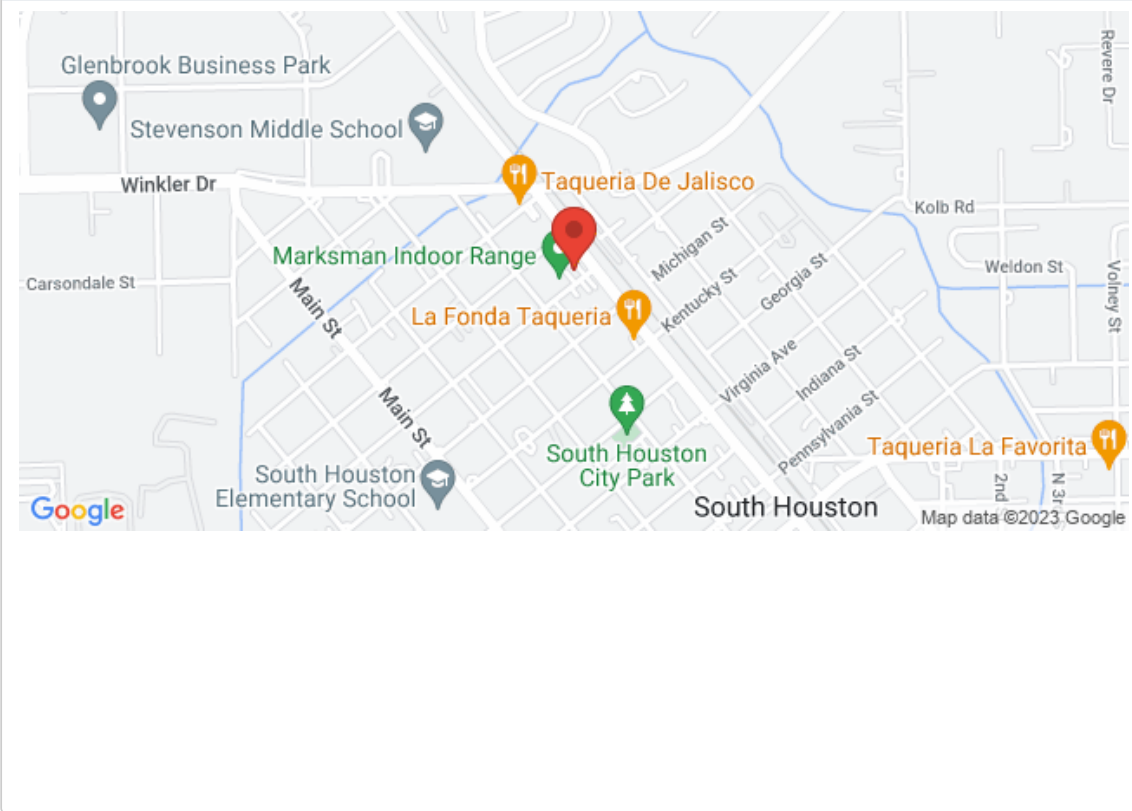 Revere Dr
Glenbrook Business Park
Stevenson Middle School
Winkler Dr
Taqueria De Jalisco
Kolb Rd
Michigan St
Marksman Indoor Range
Georgia St
Weldon St
Carsondale St
Kentucky St
Volney St
Main St
La Fonda Taqueria
Virginia Ave
Indiana St
Main St
Pennsylvania St
Taqueria La Favorita
South Houston
City Park
South Houston
Elementary School
2nd
N 3r
South Houston
Google
Map data ©2023 Google